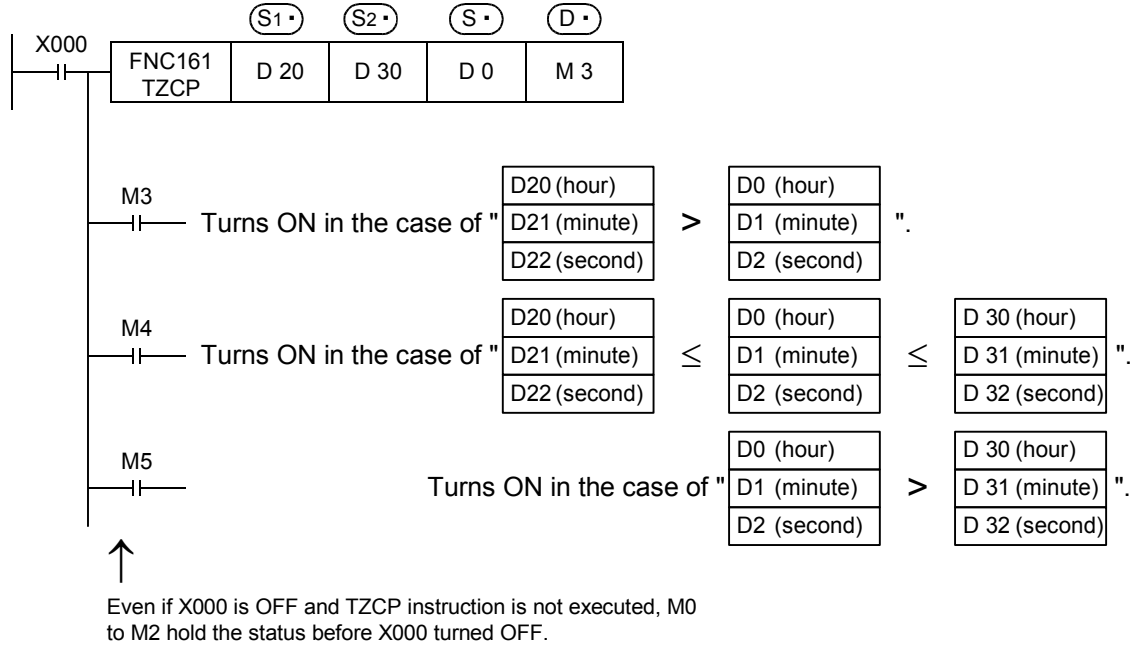 S1· S2· S· D·
X000
FNC161 TZCP D 20 D 30 D 0 M 3
M3
Turns ON in the case of "
D20 (hour)
D21 (minute)
D22 (second)
>
D0 (hour)
D1 (minute)
D2 (second)
".
M4
Turns ON in the case of "
D20 (hour)
D21 (minute)
D22 (second)
≤
D0 (hour)
D1 (minute)
D2 (second)
≤
D 30 (hour)
D 31 (minute)
D 32 (second)
".
M5
Turns ON in the case of "
D0 (hour)
D1 (minute)
D2 (second)
>
D 30 (hour)
D 31 (minute)
D 32 (second)
".
Even if X000 is OFF and TZCP instruction is not executed, M0
to M2 hold the status before X000 turned OFF.